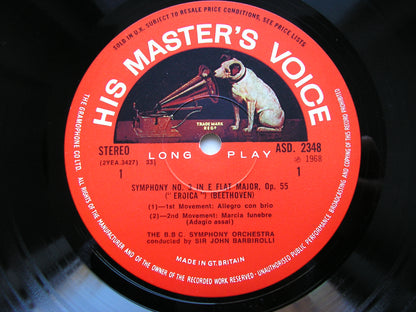 SOLD IN U.K. SUBJECT TO RESALE PRICE CONDITIONS, SEE PRICE LISTS
HIS MASTER'S VOICE
TRADE MARK
REGD
STEREO
(2YEA.3427)
1
LONG PLAY
ASD. 2348
℗ 1968
1
SYMPHONY NO. 3 IN E FLAT MAJOR, Op. 55
("EROICA") (BEETHOVEN)
(1)—1st Movement: Allegro con brio
(2)—2nd Movement: Marcia funebre
(Adagio assai)
THE B.B.C. SYMPHONY ORCHESTRA
conducted by SIR JOHN BARBIROLLI
MADE IN GT. BRITAIN
THE GRAMOPHONE CO. LTD. ALL RIGHTS OF THE MANUFACTURER AND OF THE OWNER OF THE RECORDED WORK RESERVED. UNAUTHORISED PUBLIC PERFORMANCE BROADCASTING AND COPYING OF THIS RECORD PROHIBITED